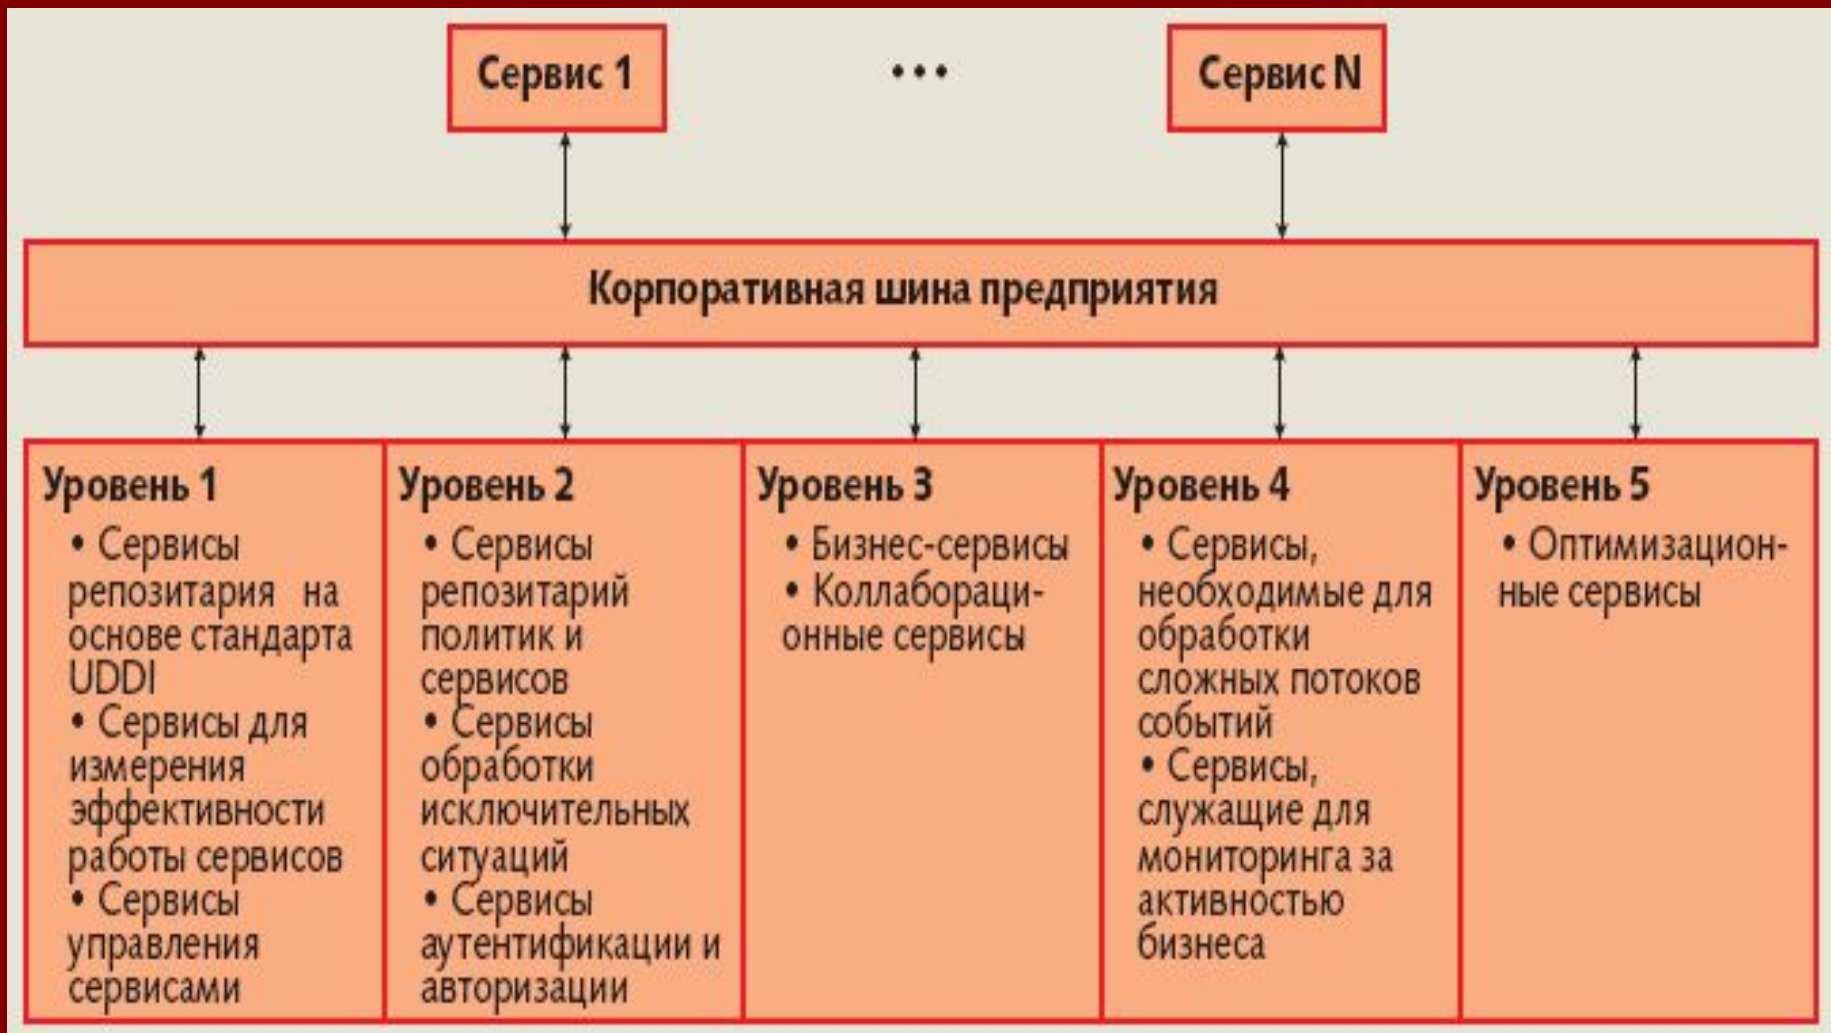 Сервис 1
•••
Сервис N
Корпоративная шина предприятия
Уровень 1
• Сервисы
репозитария на
основе стандарта
UDDI
• Сервисы для
измерения
эффективности
работы сервисов
• Сервисы
управления
сервисами
Уровень 2
• Сервисы
репозитарий
политик и
сервисов
• Сервисы
обработки
исключительных
ситуаций
• Сервисы
аутентификации и
авторизации
Уровень 3
• Бизнес-сервисы
• Коллабораци-
онные сервисы
Уровень 4
• Сервисы,
необходимые для
обработки
сложных потоков
событий
• Сервисы,
служащие для
мониторинга за
активностью
бизнеса
Уровень 5
• Оптимизацион-
ные сервисы